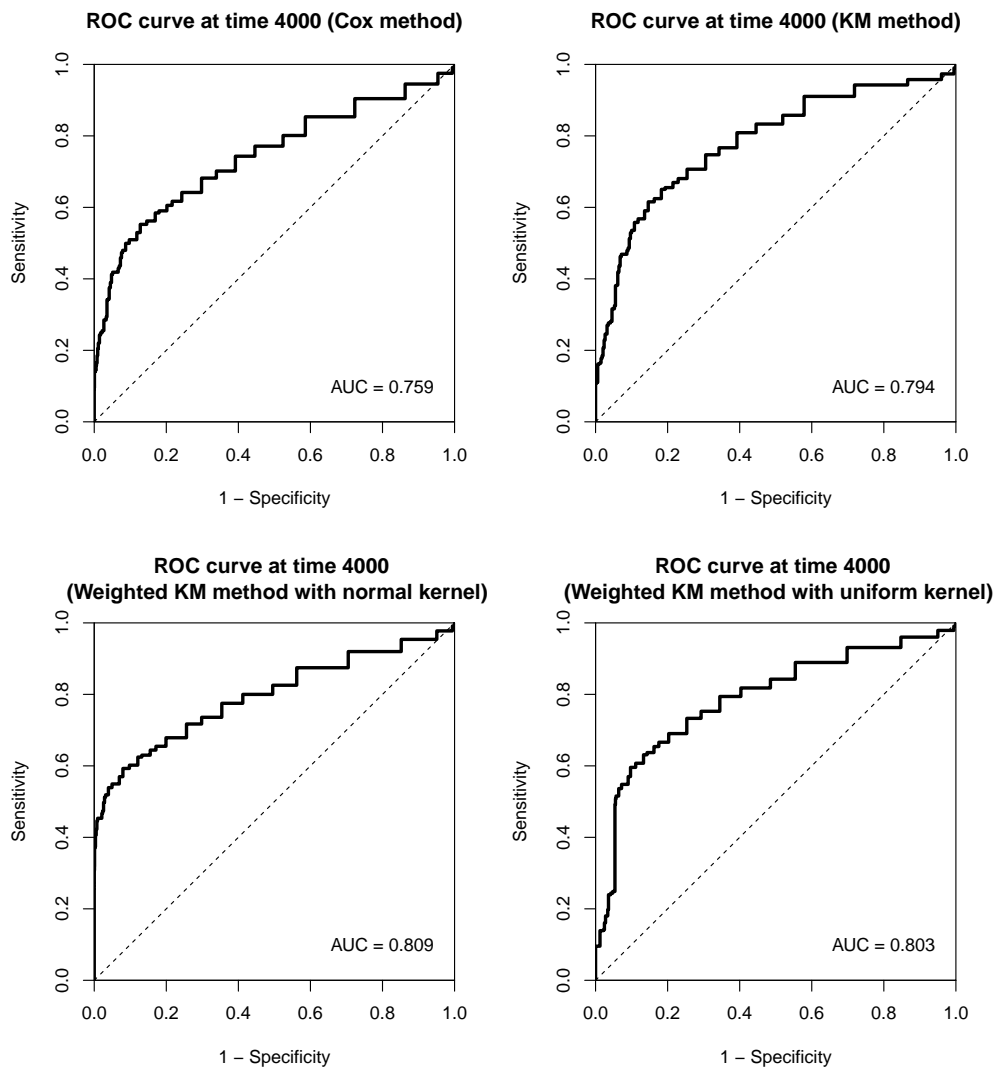 ROC curve at time 4000 (Cox method)
Sensitivity
1.0
0.8
0.6
0.4
0.2
0.0
AUC = 0.759
0.0 0.2 0.4 0.6 0.8 1.0
1 − Specificity
ROC curve at time 4000 (KM method)
Sensitivity
1.0
0.8
0.6
0.4
0.2
0.0
AUC = 0.794
0.0 0.2 0.4 0.6 0.8 1.0
1 − Specificity
ROC curve at time 4000
(Weighted KM method with normal kernel)
Sensitivity
1.0
0.8
0.6
0.4
0.2
0.0
AUC = 0.809
0.0 0.2 0.4 0.6 0.8 1.0
1 − Specificity
ROC curve at time 4000
(Weighted KM method with uniform kernel)
Sensitivity
1.0
0.8
0.6
0.4
0.2
0.0
AUC = 0.803
0.0 0.2 0.4 0.6 0.8 1.0
1 − Specificity